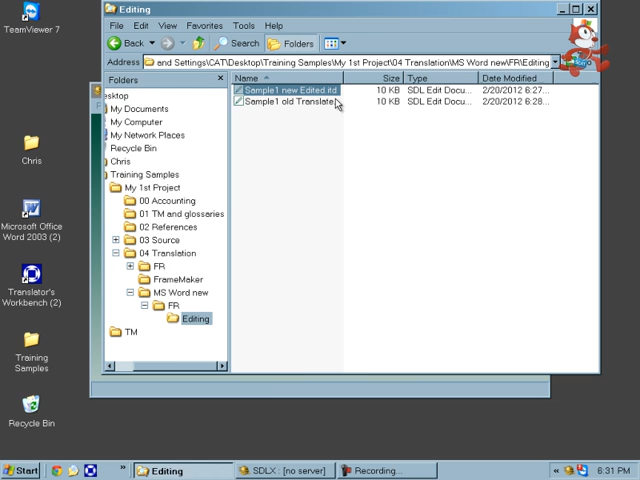 TeamViewer 7
Chris
Microsoft Office
Word 2003 (2)
Translator's
Workbench (2)
Training
Samples
Recycle Bin
Editing
File Edit View Favorites Tools Help
Back Search Folders
Address and Settings\CAT\Desktop\Training Samples\My 1st Project\04 Translation\MS Word new\FR\Editing
Folders
esktop
My Documents
My Computer
My Network Places
Recycle Bin
Chris
Training Samples
My 1st Project
00 Accounting
01 TM and glossaries
02 References
03 Source
04 Translation
FR
FrameMaker
MS Word new
FR
Editing
TM
Name Size Type Date Modified
Sample1 new Edited.itd 10 KB SDL Edit Docu... 2/20/2012 6:27...
Sample1 old Translate 10 KB SDL Edit Docu... 2/20/2012 6:28...
Start » Editing SDLX : [no server] Recording... « 6:31 PM